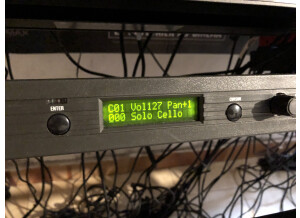 C01 Vol127 Pan+1
000 Solo Cello
ENTER